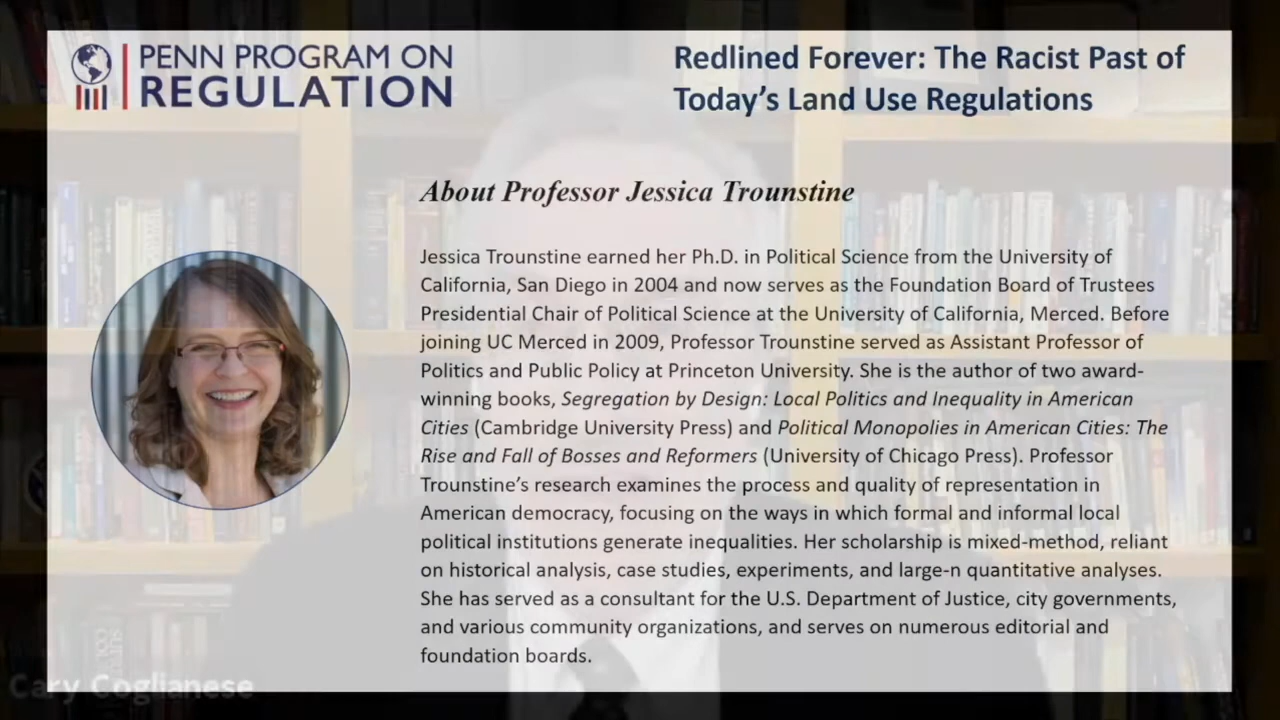 PENN PROGRAM ON
REGULATION
Redlined Forever: The Racist Past of
Today's Land Use Regulations
About Professor Jessica Trounstine
Jessica Trounstine earned her Ph.D. in Political Science from the University of
California, San Diego in 2004 and now serves as the Foundation Board of Trustees
Presidential Chair of Political Science at the University of California, Merced. Before
joining UC Merced in 2009, Professor Trounstine served as Assistant Professor of
Politics and Public Policy at Princeton University. She is the author of two award-
winning books, Segregation by Design: Local Politics and Inequality in American
Cities (Cambridge University Press) and Political Monopolies in American Cities: The
Rise and Fall of Bosses and Reformers (University of Chicago Press). Professor
Trounstine's research examines the process and quality of representation in
American democracy, focusing on the ways in which formal and informal local
political institutions generate inequalities. Her scholarship is mixed-method, reliant
on historical analysis, case studies, experiments, and large-n quantitative analyses.
She has served as a consultant for the U.S. Department of Justice, city governments,
and various community organizations, and serves on numerous editorial and
foundation boards.
Cary Coglianese